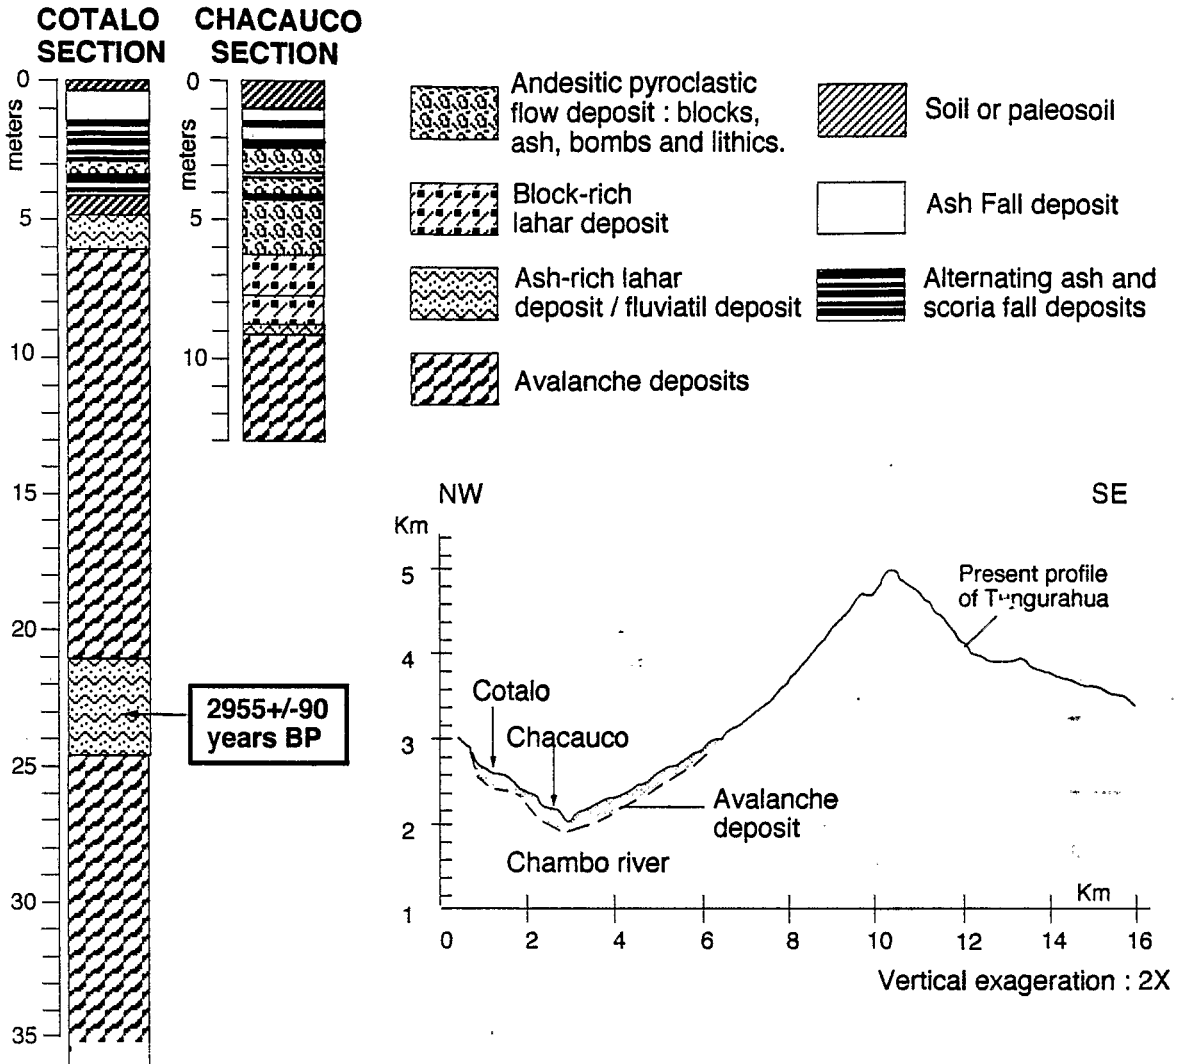 COTALO
SECTION
CHACAUCO
SECTION
meters
0
5
10
15
20
25
30
35
meters
0
5
10
2955+/-90
years BP
Andesitic pyroclastic
flow deposit : blocks,
ash, bombs and lithics.
Block-rich
lahar deposit
Ash-rich lahar
deposit / fluviatil deposit
Avalanche deposits
Soil or paleosoil
Ash Fall deposit
Alternating ash and
scoria fall deposits
NW
SE
Km
5
4
3
2
1
Present profile
of Tungurahua
Cotalo
Chacauco
Avalanche
deposit
Chambo river
Km
0 2 4 6 8 10 12 14 16
Vertical exageration : 2X